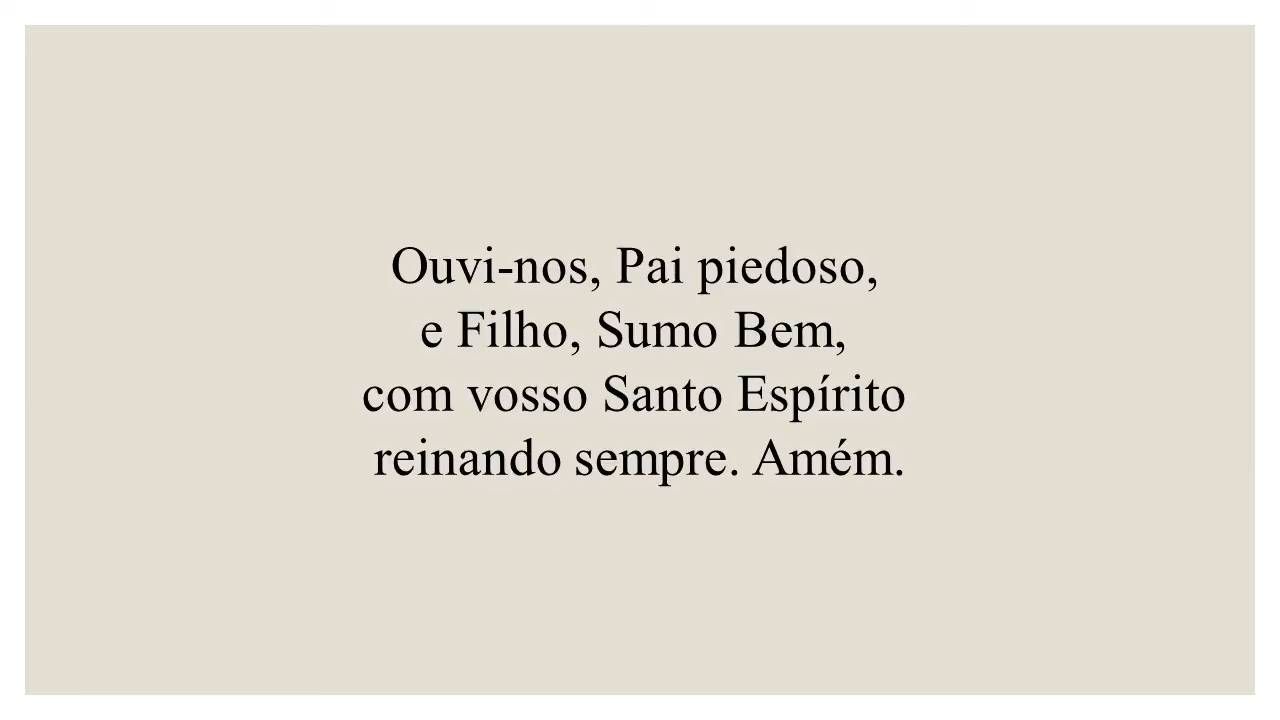 Ouvi-nos, Pai piedoso,
e Filho, Sumo Bem,
com vosso Santo Espírito
reinando sempre. Amém.